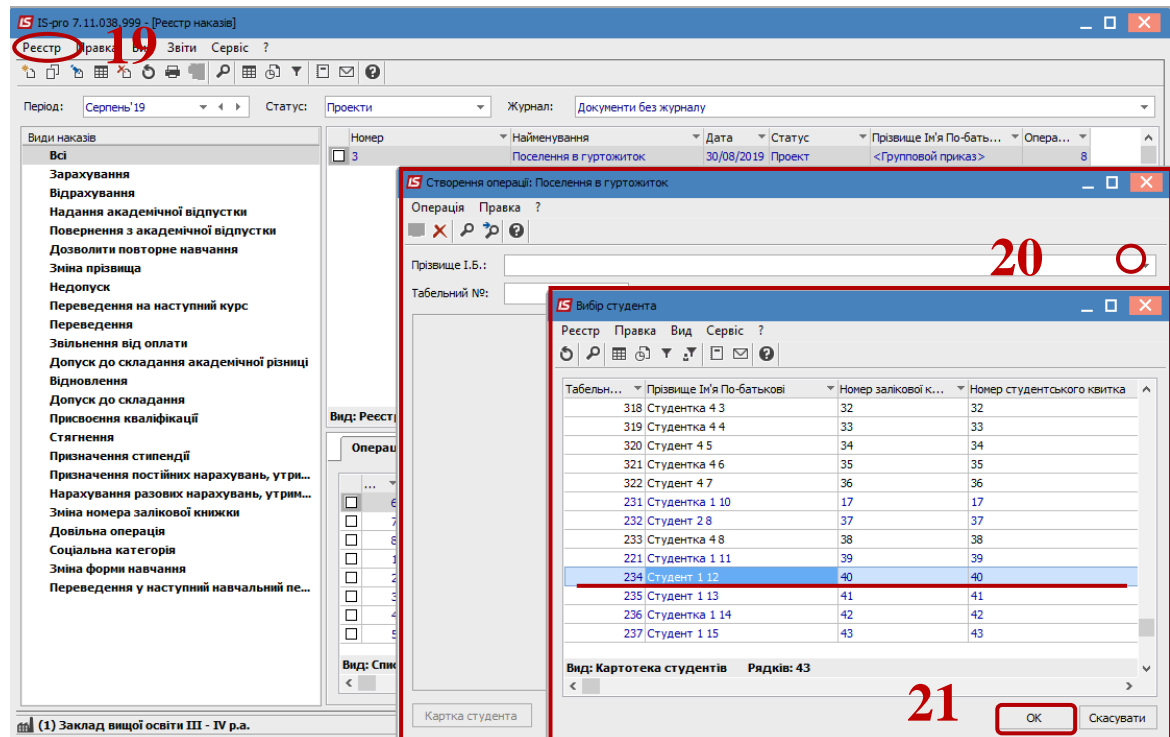 IS-pro 7.11.038.999 - [Реєстр наказів]
Реєстр Правка Вид Звіти Сервіс ?
19
Період: Серпень'19 Статус: Проекти Журнал: Документи без журналу
Види наказів
Всі
Зарахування
Відрахування
Надання академічної відпустки
Повернення з академічної відпустки
Дозволити повторне навчання
Зміна прізвища
Недопуск
Переведення на наступний курс
Переведення
Звільнення від оплати
Допуск до складання академічної різниці
Відновлення
Допуск до складання
Присвоєння кваліфікації
Стягнення
Призначення стипендії
Призначення постійних нарахувань, утри...
Нарахування разових нарахувань, утрим...
Зміна номера залікової книжки
Довільна операція
Соціальна категорія
Зміна форми навчання
Переведення у наступний навчальний пе...
Номер Найменування Дата Статус Прізвище Ім'я По-бать... Опера...
3 Поселення в гуртожиток 30/08/2019 Проект <Групповой приказ> 8
Вид: Реєстр
Операц
...
6
7
8
1
2
3
4
5
Вид: Спис
Створення операції: Поселення в гуртожиток
Операція Правка ?
20
Прізвище І.Б.:
Табельний №:
Картка студента
Вибір студента
Реєстр Правка Вид Сервіс ?
Табельн... Прізвище Ім'я По-батькові Номер залікової к... Номер студентського квитка
318 Студентка 4 3 32 32
319 Студентка 4 4 33 33
320 Студент 4 5 34 34
321 Студентка 4 6 35 35
322 Студент 4 7 36 36
231 Студентка 1 10 17 17
232 Студент 2 8 37 37
233 Студентка 4 8 38 38
221 Студентка 1 11 39 39
234 Студент 1 12 40 40
235 Студент 1 13 41 41
236 Студентка 1 14 42 42
237 Студент 1 15 43 43
Вид: Картотека студентів Рядків: 43
21
ОК Скасувати
(1) Заклад вищої освіти III - IV р.а.